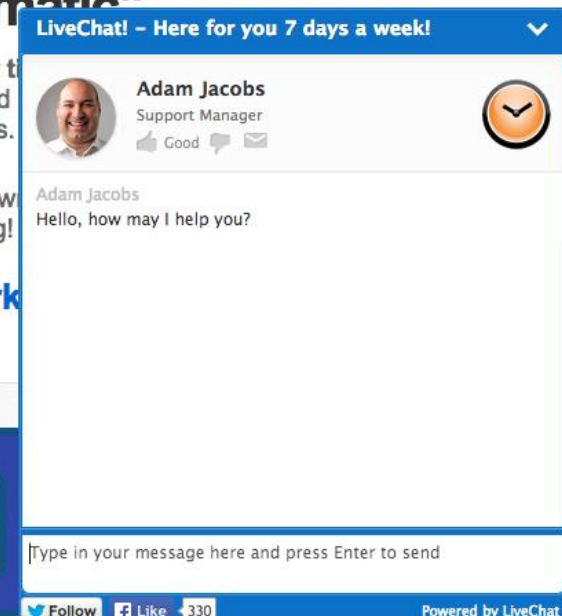 LiveChat! – Here for you 7 days a week!
Adam Jacobs
Support Manager
Good
Adam Jacobs
Hello, how may I help you?
Type in your message here and press Enter to send
Follow
Like
330
Powered by LiveChat